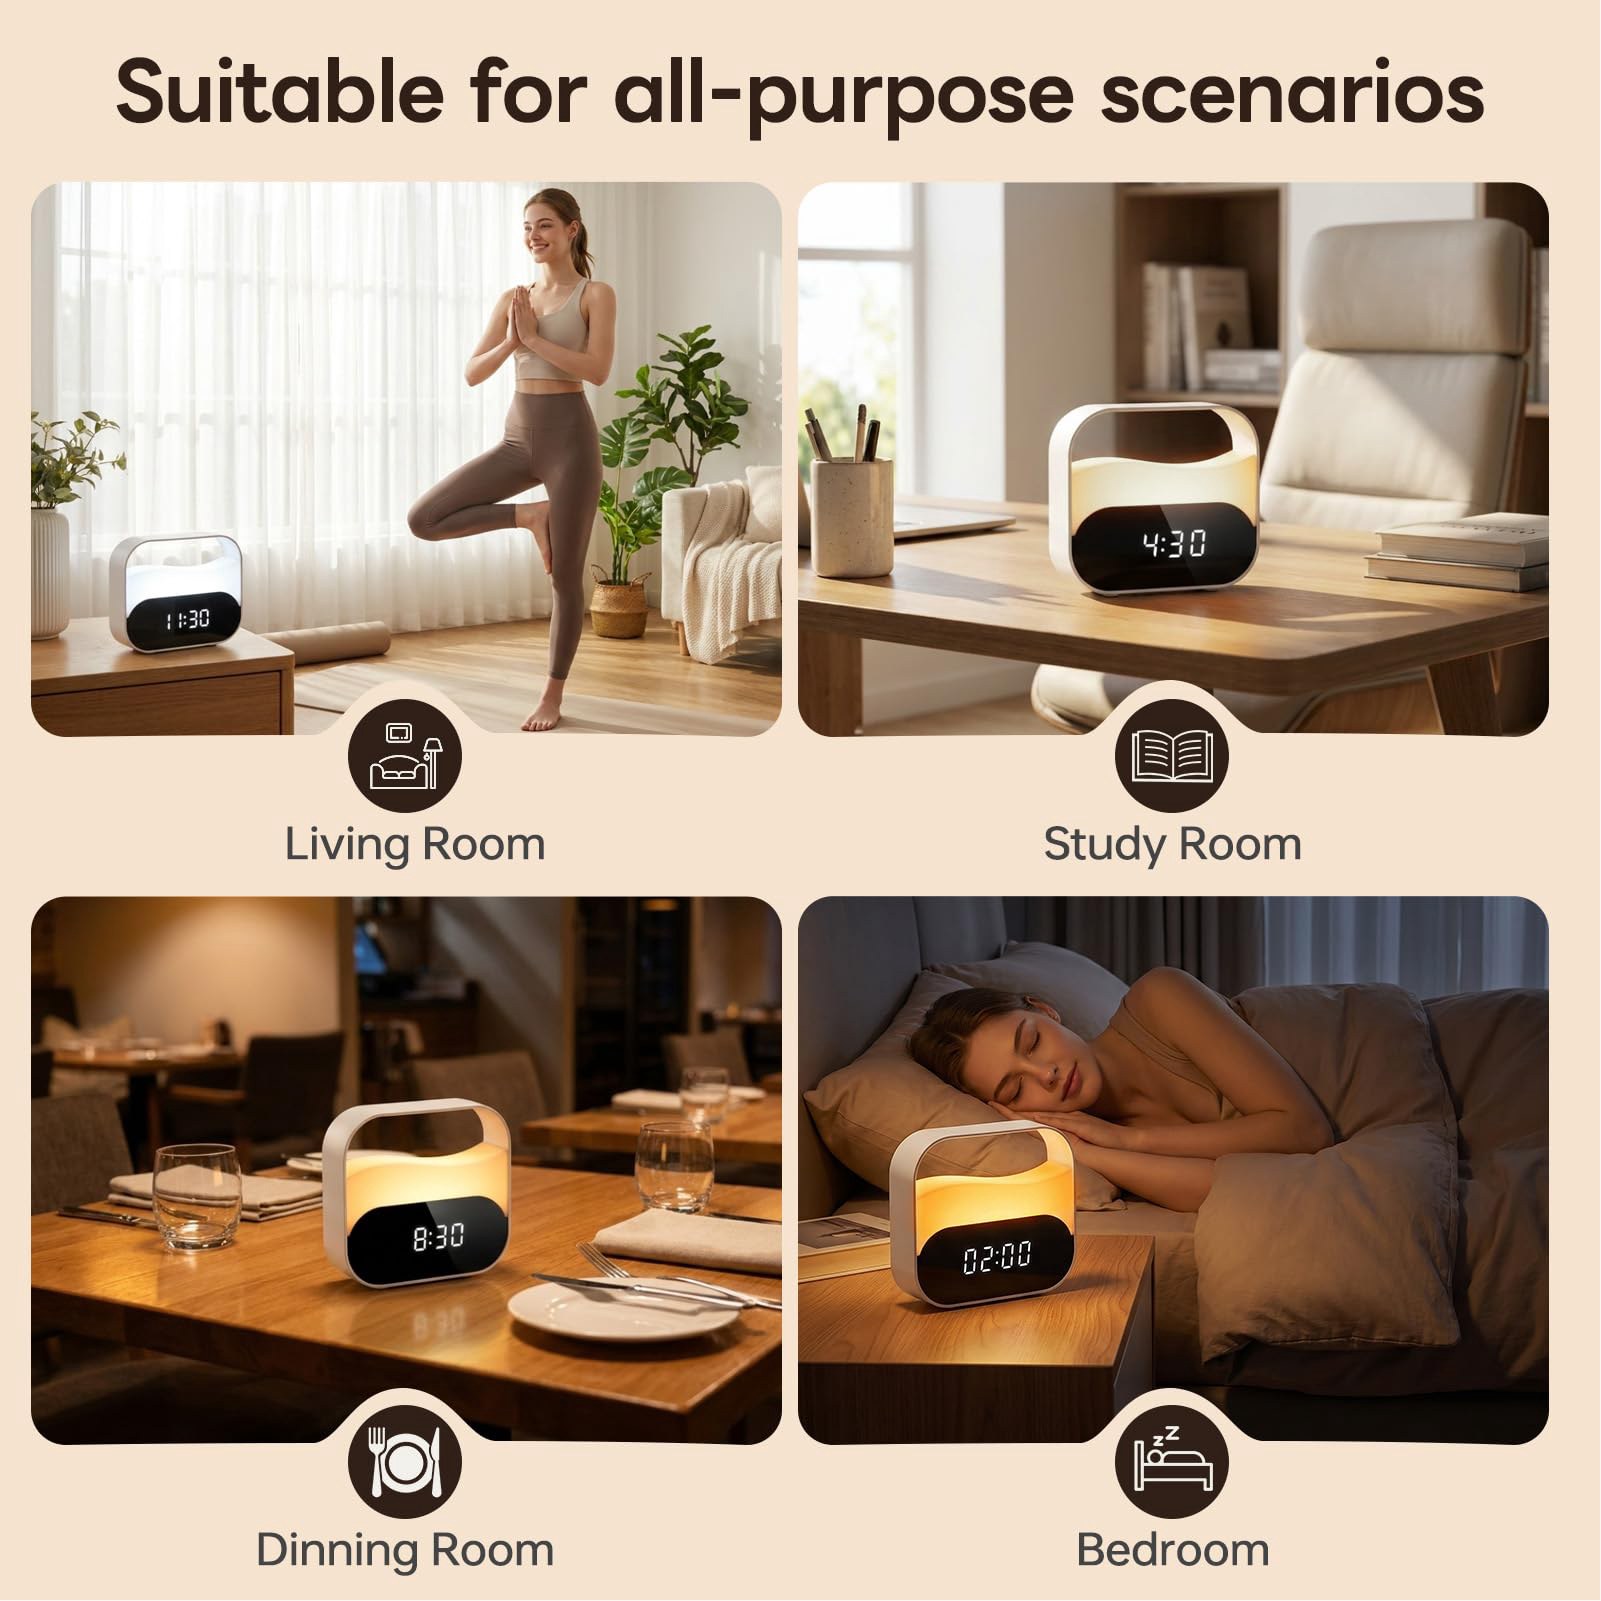 Suitable for all-purpose scenarios
11:30
4:30
Living Room
Study Room
8:30
02:00
zZ
Dinning Room
Bedroom